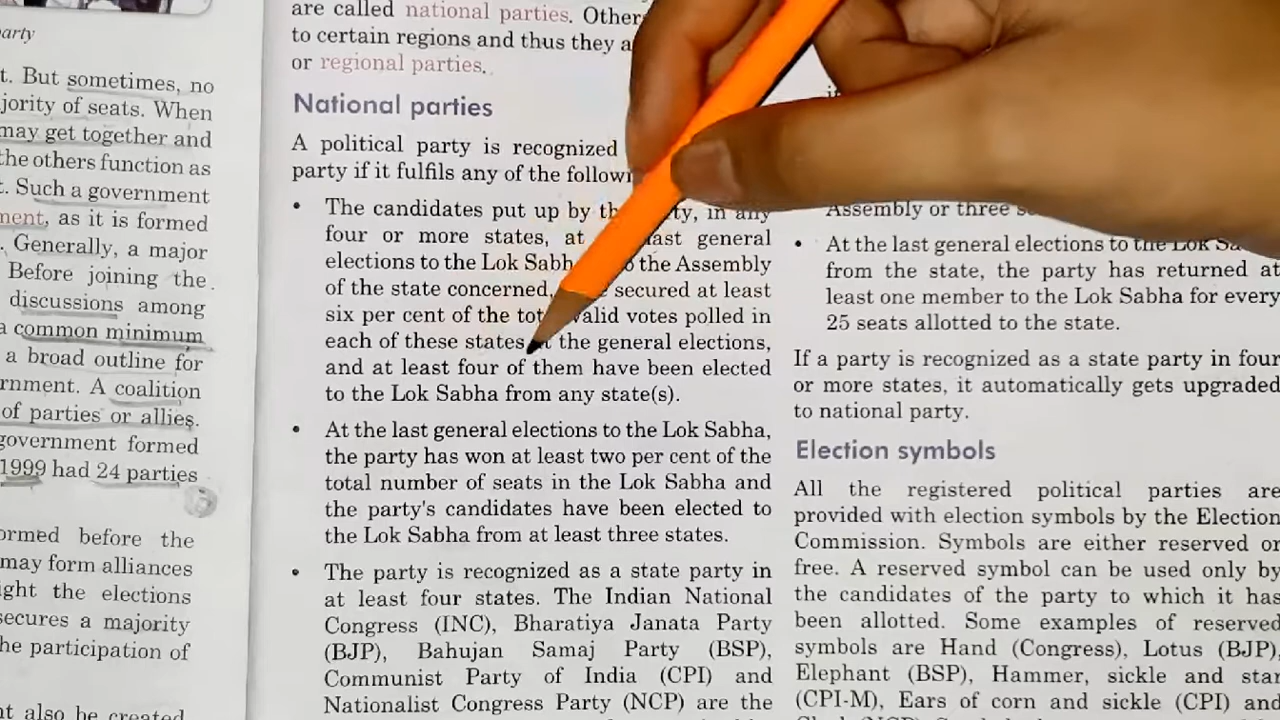 arty
t. But sometimes, no
jority of seats. When
may get together and
the others function as
t. Such a government
ment, as it is formed
. Generally, a major
Before joining the
discussions among
a common minimum
a broad outline for
rnment. A coalition
of parties or allies.
government formed
1999 had 24 parties
ormed before the
may form alliances
ight the elections
secures a majority
he participation of
nt also be created
are called national parties. Other
to certain regions and thus they a
or regional parties.
National parties
A political party is recognized
party if it fulfils any of the followi
• The candidates put up by th ty, in any
four or more states, at last general
elections to the Lok Sabh the Assembly
of the state concerned, secured at least
six per cent of the tot valid votes polled in
each of these states the general elections,
and at least four of them have been elected
to the Lok Sabha from any state(s).
• At the last general elections to the Lok Sabha,
the party has won at least two per cent of the
total number of seats in the Lok Sabha and
the party's candidates have been elected to
the Lok Sabha from at least three states.
• The party is recognized as a state party in
at least four states. The Indian National
Congress (INC), Bharatiya Janata Party
(BJP), Bahujan Samaj Party (BSP),
Communist Party of India (CPI) and
Nationalist Congress Party (NCP) are the
Assembly or three s
• At the last general elections to the Lok Sa
from the state, the party has returned at
least one member to the Lok Sabha for every
25 seats allotted to the state.
If a party is recognized as a state party in four
or more states, it automatically gets upgraded
to national party.
Election symbols
All the registered political parties are
provided with election symbols by the Election
Commission. Symbols are either reserved or
free. A reserved symbol can be used only by
the candidates of the party to which it has
been allotted. Some examples of reserved
symbols are Hand (Congress), Lotus (BJP),
Elephant (BSP), Hammer, sickle and star
(CPI-M), Ears of corn and sickle (CPI) and